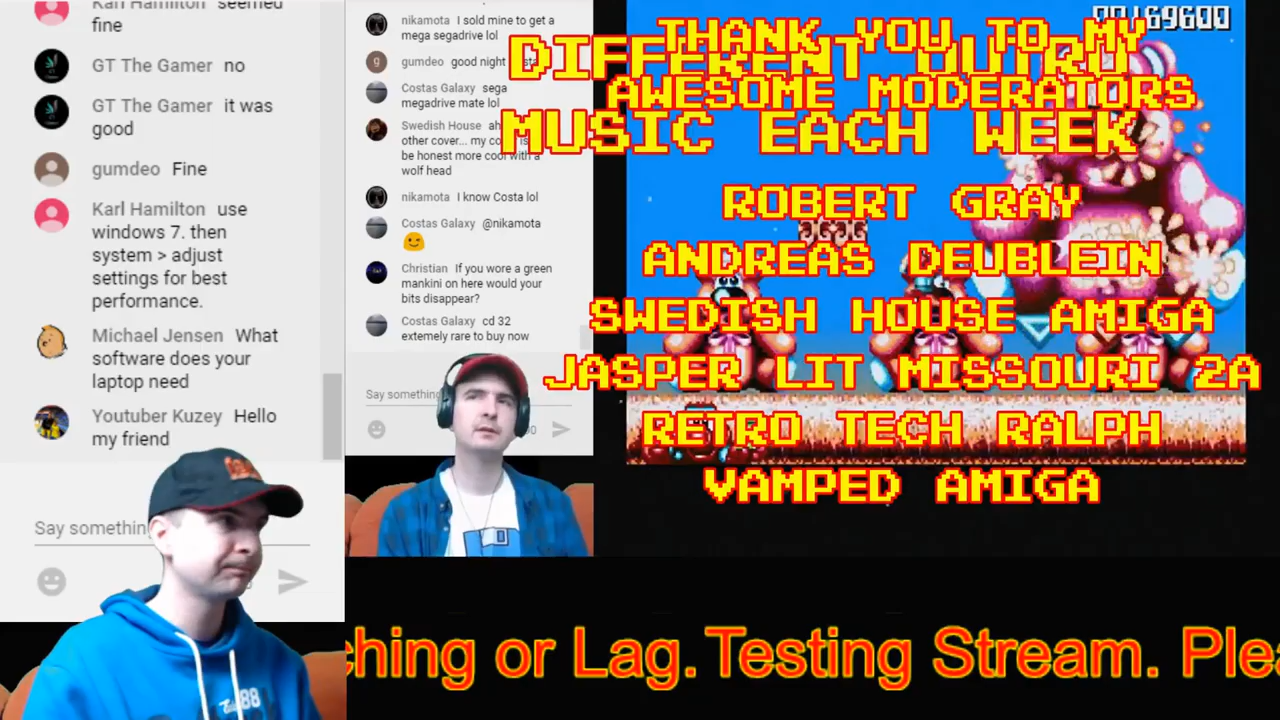 Karl Hamilton seemed
fine
GT The Gamer no
GT The Gamer it was
good
gumdeo Fine
Karl Hamilton use
windows 7. then
system > adjust
settings for best
performance.
Michael Jensen What
software does your
laptop need
Youtuber Kuzey Hello
my friend
Say something
nikamota I sold mine to get a
mega segadrive lol
gumdeo good night
Costas Galaxy sega
megadrive mate lol
Swedish House
other cover... my
be honest more cool with a
wolf head
nikamota I know Costa lol
Costas Galaxy @nikamota
Christian If you wore a green
mankini on here would your
bits disappear?
Costas Galaxy cd 32
extemely rare to buy now
Say something
00169600
THANK YOU TO MY
DIFFERENT OUTRO
AWESOME MODERATORS
MUSIC EACH WEEK
ROBERT GRAY
ANDREAS DEUBLEIN
SWEDISH HOUSE AMIGA
JASPER LIT MISSOURI 2A
RETRO TECH RALPH
VAMPED AMIGA
ching or Lag. Testing Stream. Plea